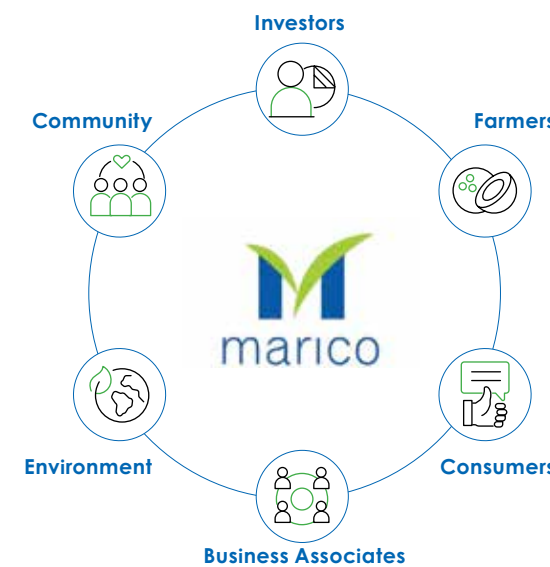 Investors
Community
Farmers
marico
Environment
Consumers
Business Associates